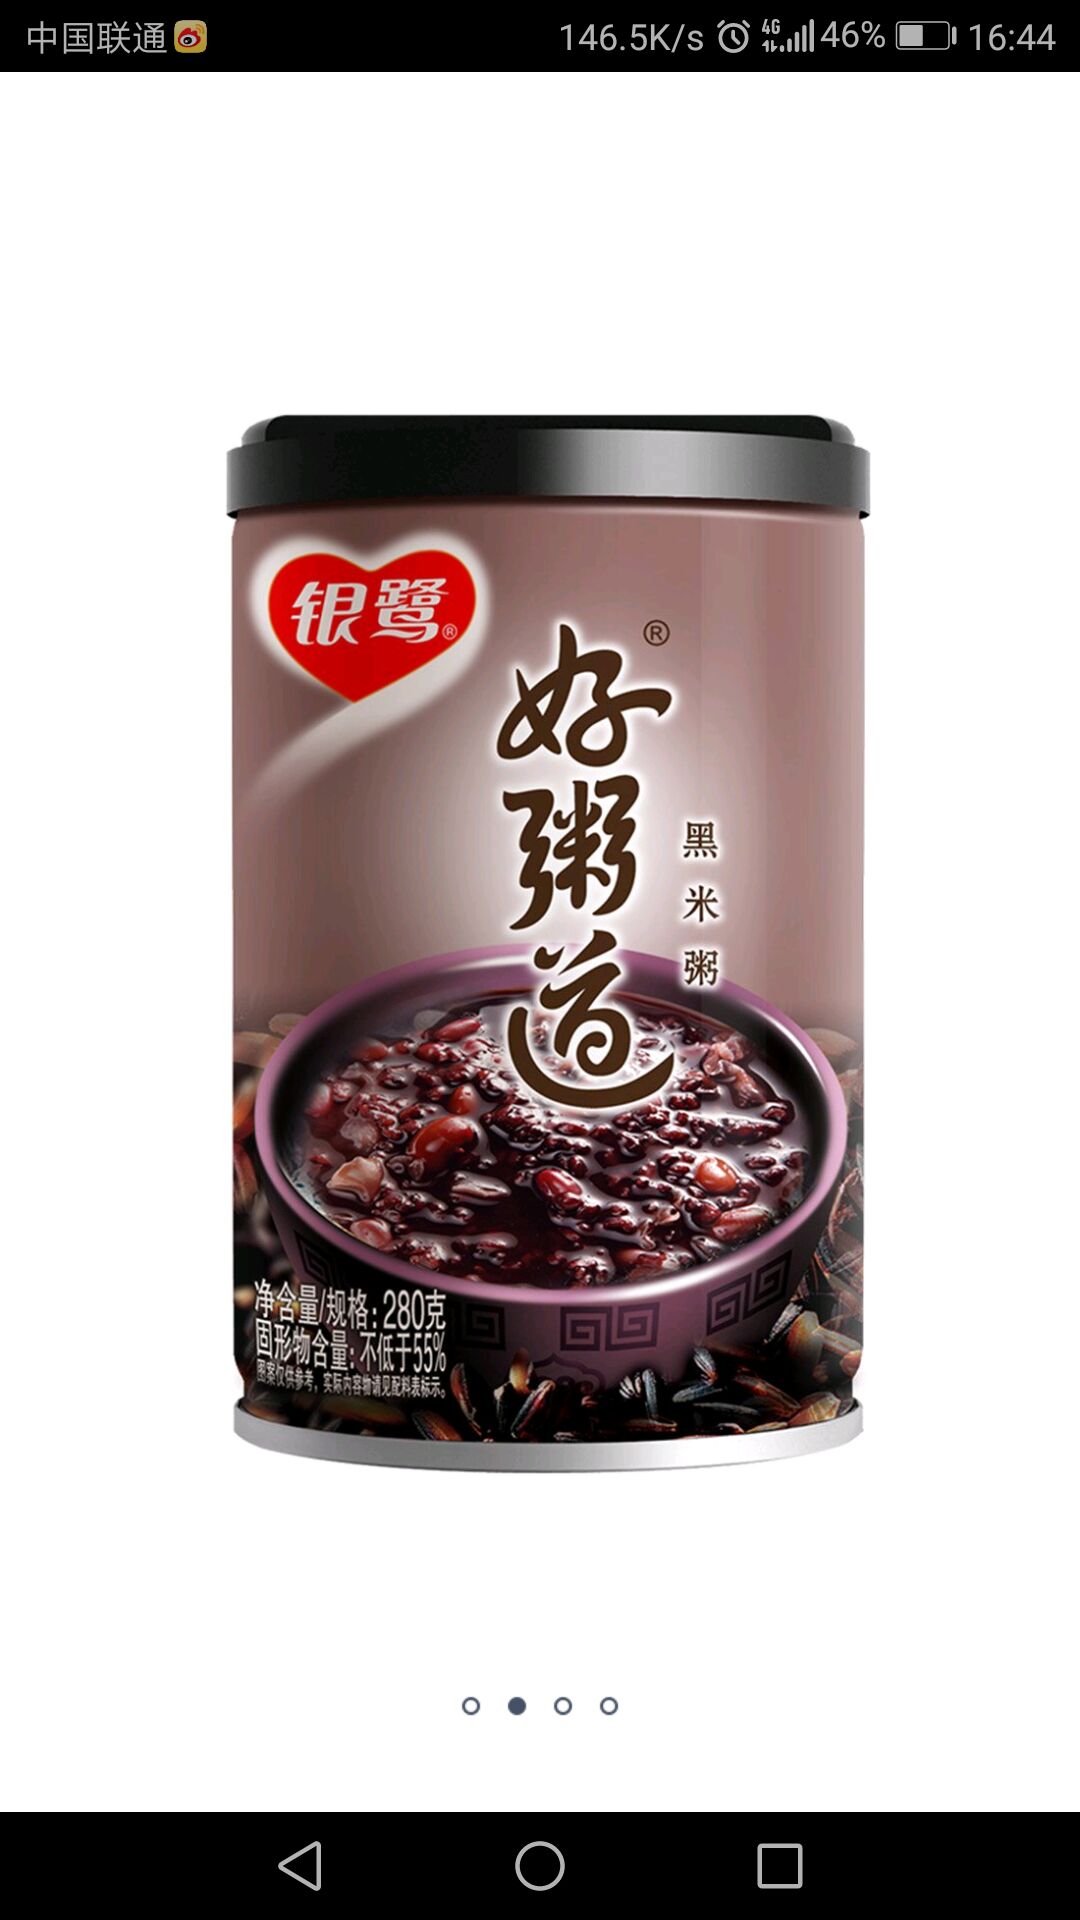 中国联通
146.5K/s 4G 46% 16:44
银鹭®
好粥道®
黑米粥
净含量/规格:280克
固形物含量:不低于55%
图案仅供参考,实际内容物请见配料表标示。